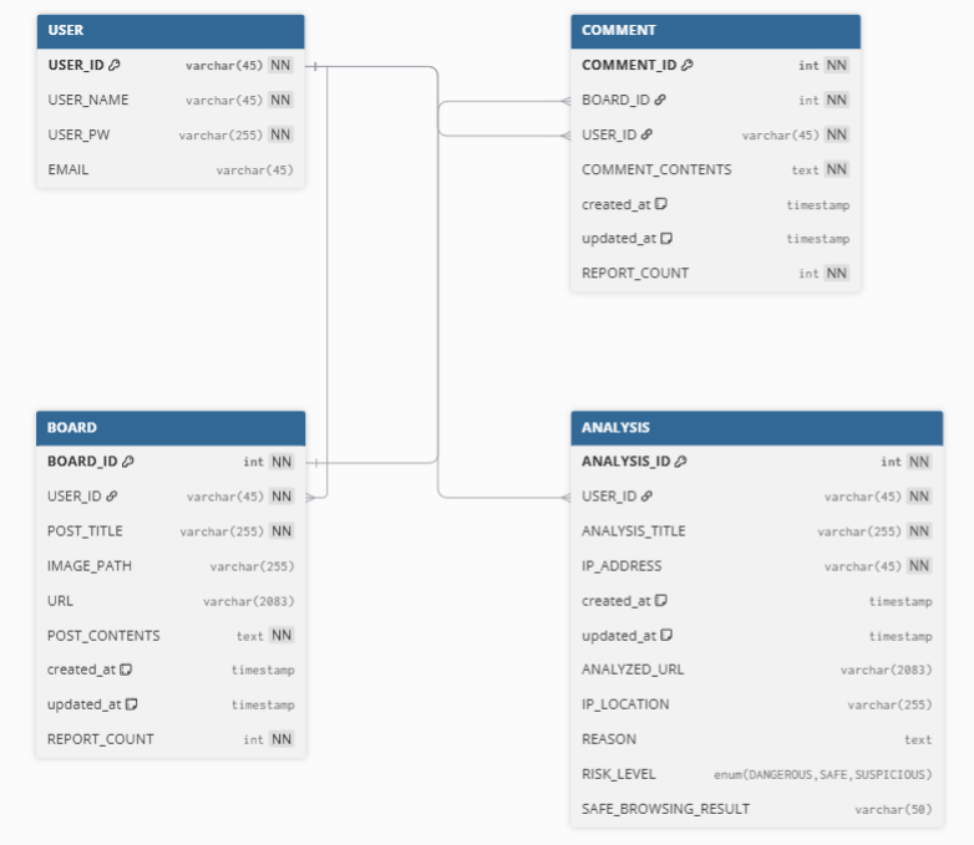 USER
USER_ID varchar(45) NN
USER_NAME varchar(45) NN
USER_PW varchar(255) NN
EMAIL varchar(45)
COMMENT
COMMENT_ID int NN
BOARD_ID int NN
USER_ID varchar(45) NN
COMMENT_CONTENTS text NN
created_at timestamp
updated_at timestamp
REPORT_COUNT int NN
BOARD
BOARD_ID int NN
USER_ID varchar(45) NN
POST_TITLE varchar(255) NN
IMAGE_PATH varchar(255)
URL varchar(2083)
POST_CONTENTS text NN
created_at timestamp
updated_at timestamp
REPORT_COUNT int NN
ANALYSIS
ANALYSIS_ID int NN
USER_ID varchar(45) NN
ANALYSIS_TITLE varchar(255) NN
IP_ADDRESS varchar(45) NN
created_at timestamp
updated_at timestamp
ANALYZED_URL varchar(2083)
IP_LOCATION varchar(255)
REASON text
RISK_LEVEL enum(DANGEROUS,SAFE,SUSPICIOUS)
SAFE_BROWSING_RESULT varchar(50)